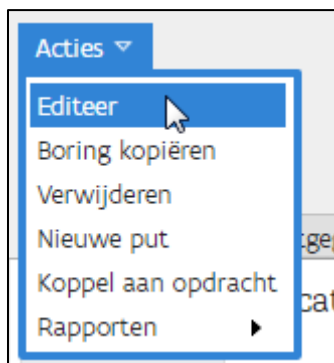 Acties
Editeer
Boring kopiëren
Verwijderen
Nieuwe put
Koppel aan opdracht
Rapporten